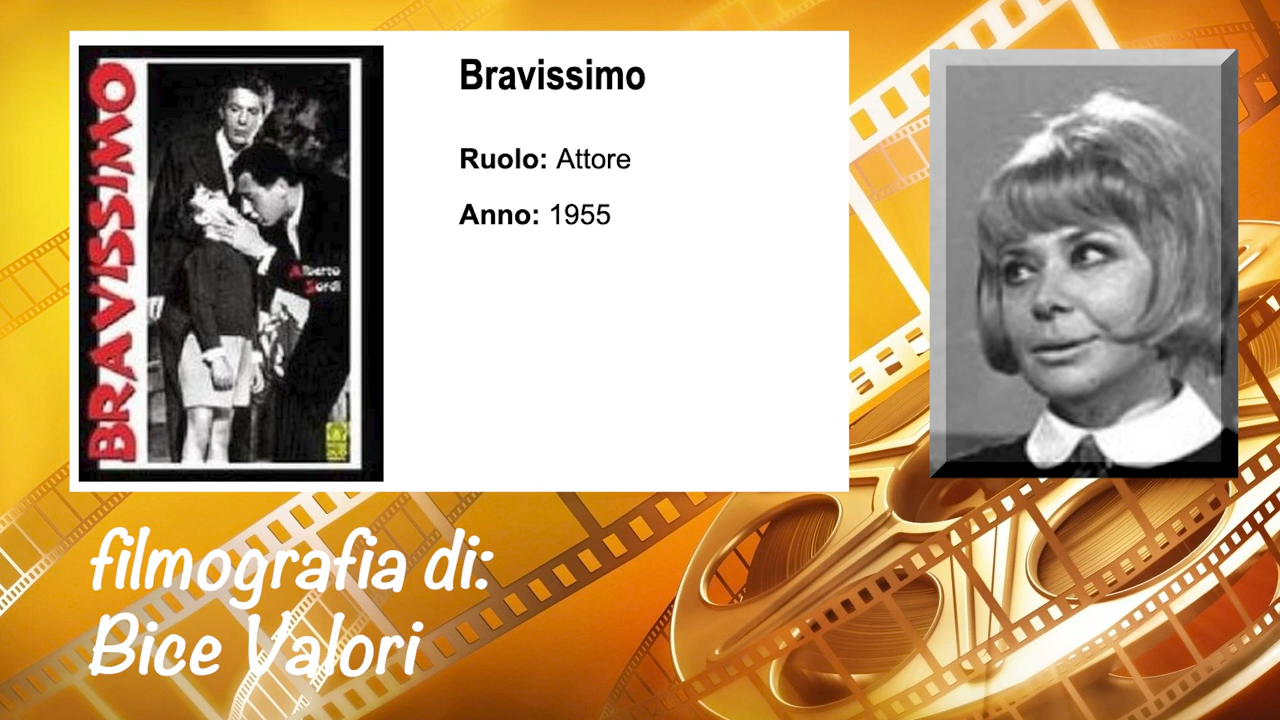 BRAVISSIMO
Alberto
Sordi
Bravissimo
Ruolo: Attore
Anno: 1955
filmografia di:
Bice Valori